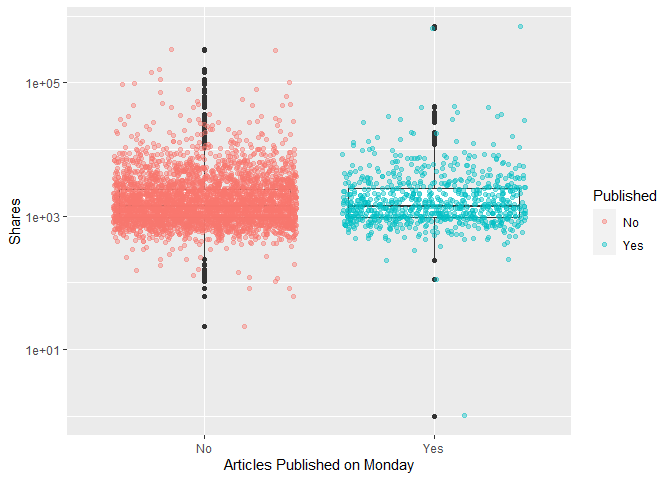 1e+05
1e+03
1e+01
Shares
No
Yes
Articles Published on Monday
Published
No
Yes